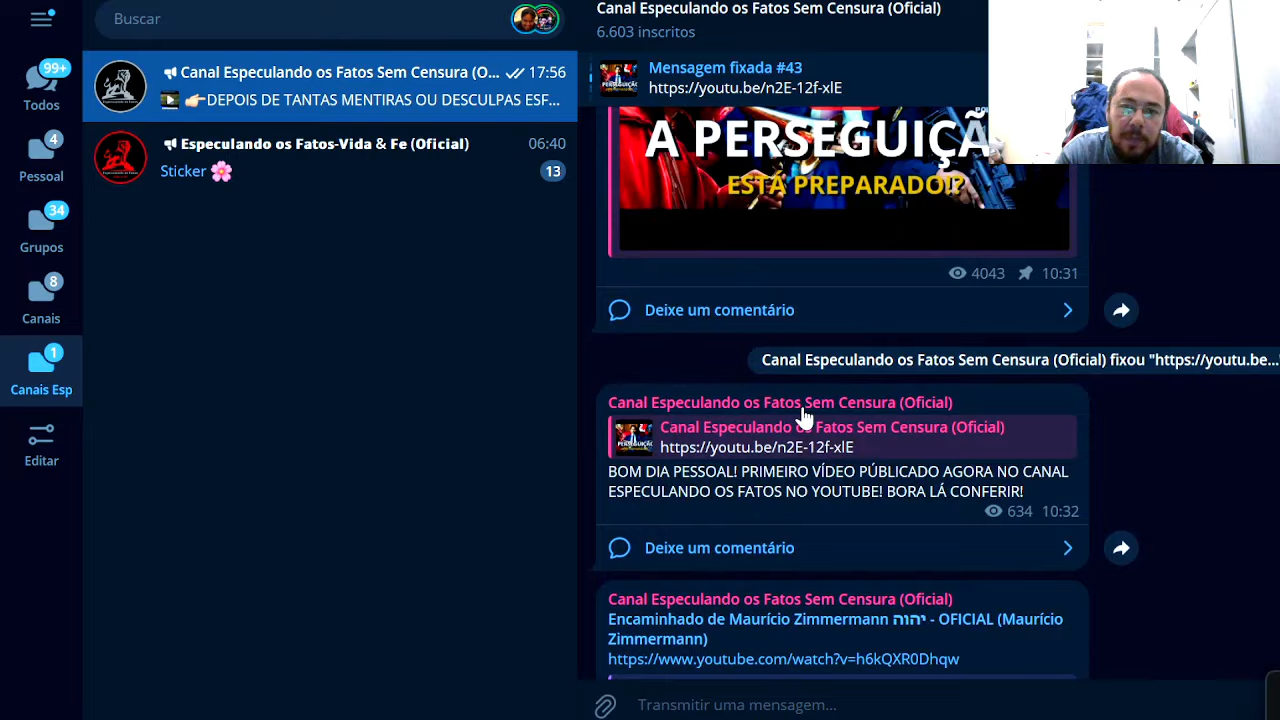 Buscar
99+
Todos
4
Pessoal
34
Grupos
8
Canais
1
Canais Esp
Editar
Canal Especulando os Fatos Sem Censura (O... 17:56
👉DEPOIS DE TANTAS MENTIRAS OU DESCULPAS ESF...
Especulando os Fatos-Vida & Fe (Oficial) 06:40
Sticker 🌸 13
Canal Especulando os Fatos Sem Censura (Oficial)
6.603 inscritos
Mensagem fixada #43
https://youtu.be/n2E-12f-xlE
A PERSEGUIÇÃ
ESTÁ PREPARADO!?
4043 10:31
Deixe um comentário
Canal Especulando os Fatos Sem Censura (Oficial) fixou "https://youtu.be...
Canal Especulando os Fatos Sem Censura (Oficial)
Canal Especulando os Fatos Sem Censura (Oficial)
https://youtu.be/n2E-12f-xlE
BOM DIA PESSOAL! PRIMEIRO VÍDEO PÚBLICADO AGORA NO CANAL
ESPECULANDO OS FATOS NO YOUTUBE! BORA LÁ CONFERIR!
634 10:32
Deixe um comentário
Canal Especulando os Fatos Sem Censura (Oficial)
Encaminhado de Maurício Zimmermann יהוה - OFICIAL (Maurício
Zimmermann)
https://www.youtube.com/watch?v=h6kQXR0Dhqw
Transmitir uma mensagem...